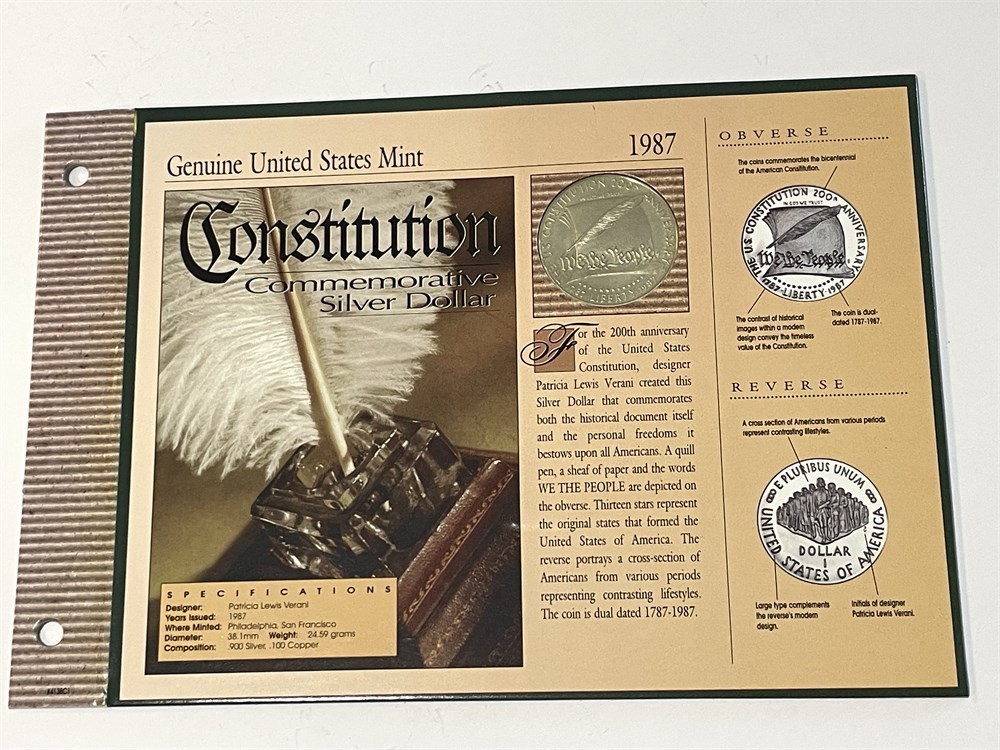 Genuine United States Mint
1987
Constitution
Commemorative
Silver Dollar
SPECIFICATIONS
Designer: Patricia Lewis Verani
Years Issued: 1987
Where Minted: Philadelphia, San Francisco
Diameter: 38.1mm Weight: 24.59 grams
Composition: .900 Silver, .100 Copper
We the People
LIBERTY
For the 200th anniversary
of the United States
Constitution, designer
Patricia Lewis Verani created this
Silver Dollar that commemorates
both the historical document itself
and the personal freedoms it
bestows upon all Americans. A quill
pen, a sheaf of paper and the words
WE THE PEOPLE are depicted on
the obverse. Thirteen stars represent
the original states that formed the
United States of America. The
reverse portrays a cross-section of
Americans from various periods
representing contrasting lifestyles.
The coin is dual dated 1787-1987.
OBVERSE
The coins commemorates the bicentennial
of the American Constitution.
THE U.S. CONSTITUTION 200th ANNIVERSARY
IN GOD WE TRUST
We the People
1787·LIBERTY 1987
The contrast of historical
images within a modern
design convey the timeless
value of the Constitution.
The coin is dual-
dated 1787-1987.
REVERSE
A cross section of Americans from various periods
represent contrasting lifestyles.
E PLURIBUS UNUM
DOLLAR
1
UNITED STATES OF AMERICA
Large type complements
the reverse's modern
design.
Initials of designer
Patricia Lewis Verani.